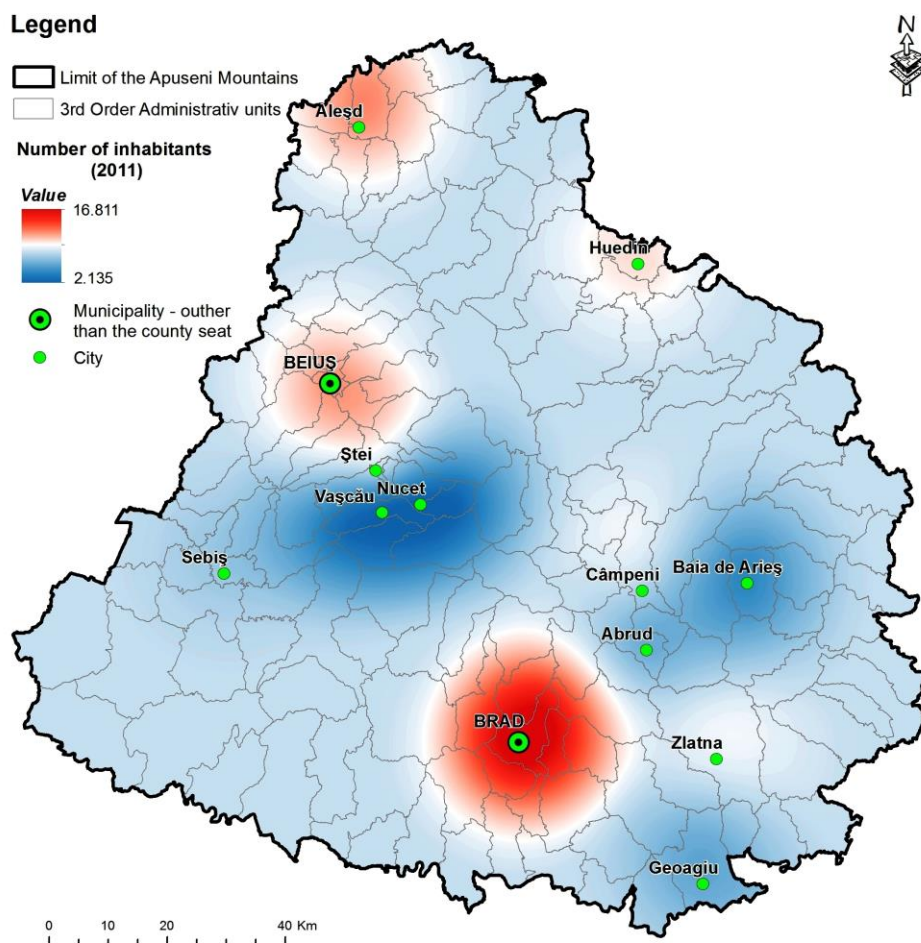 Legend
Limit of the Apuseni Mountains
3rd Order Administrativ units
Number of inhabitants
(2011)
Value
16.811
2.135
Municipality - outher
than the county seat
City
N
Aleşd
Huedin
BEIUŞ
Ştei
Nucet
Vaşcău
Sebiş
Câmpeni
Baia de Arieş
Abrud
BRAD
Zlatna
Geoagiu
0 10 20 40 Km